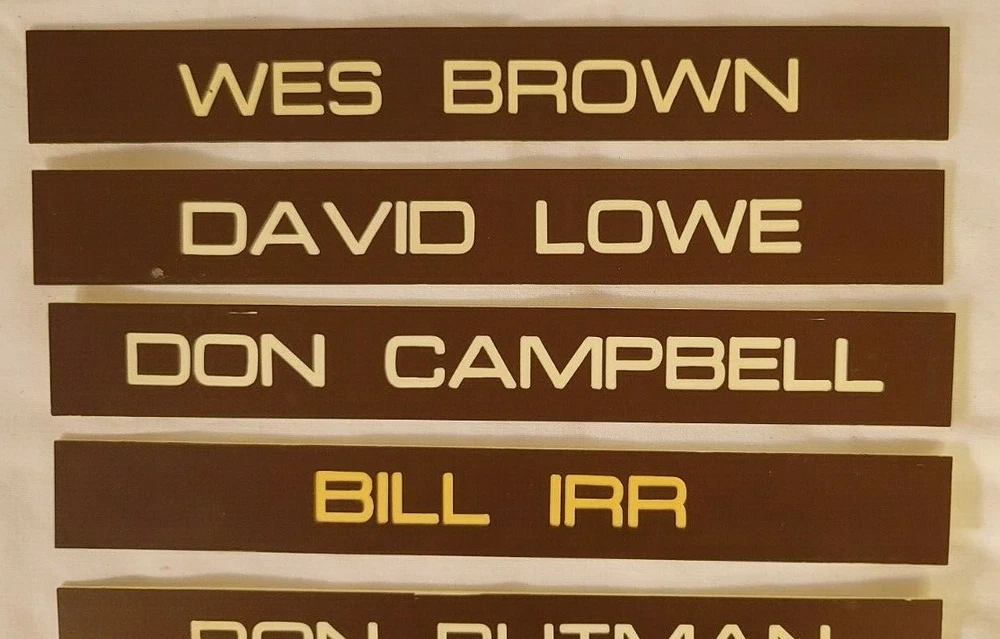 WES BROWN
DAVID LOWE
DON CAMPBELL
BILL IRR